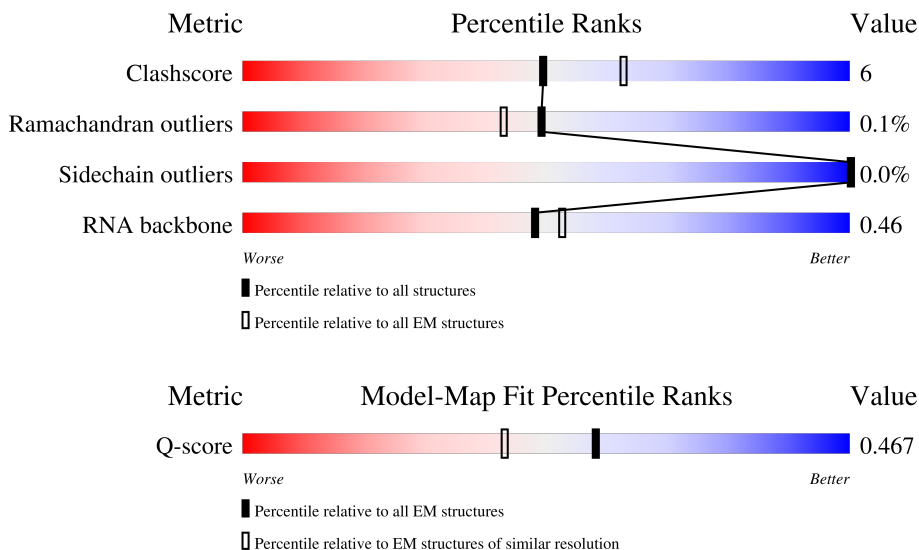 Metric Percentile Ranks Value
Clashscore 6
Ramachandran outliers 0.1%
Sidechain outliers 0.0%
RNA backbone 0.46
Worse Better
Percentile relative to all structures
Percentile relative to all EM structures
Metric Model-Map Fit Percentile Ranks Value
Q-score 0.467
Worse Better
Percentile relative to all EM structures
Percentile relative to EM structures of similar resolution